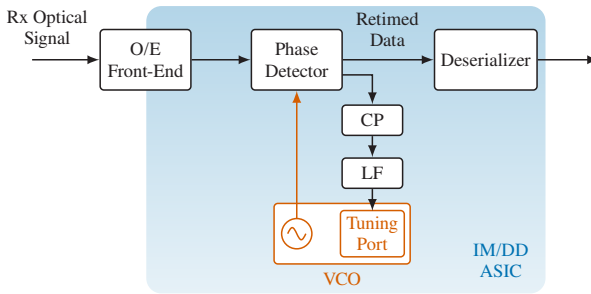 Rx Optical
Signal
O/E
Front-End
Phase
Detector
Retimed
Data
Deserializer
CP
LF
Tuning
Port
VCO
IM/DD
ASIC